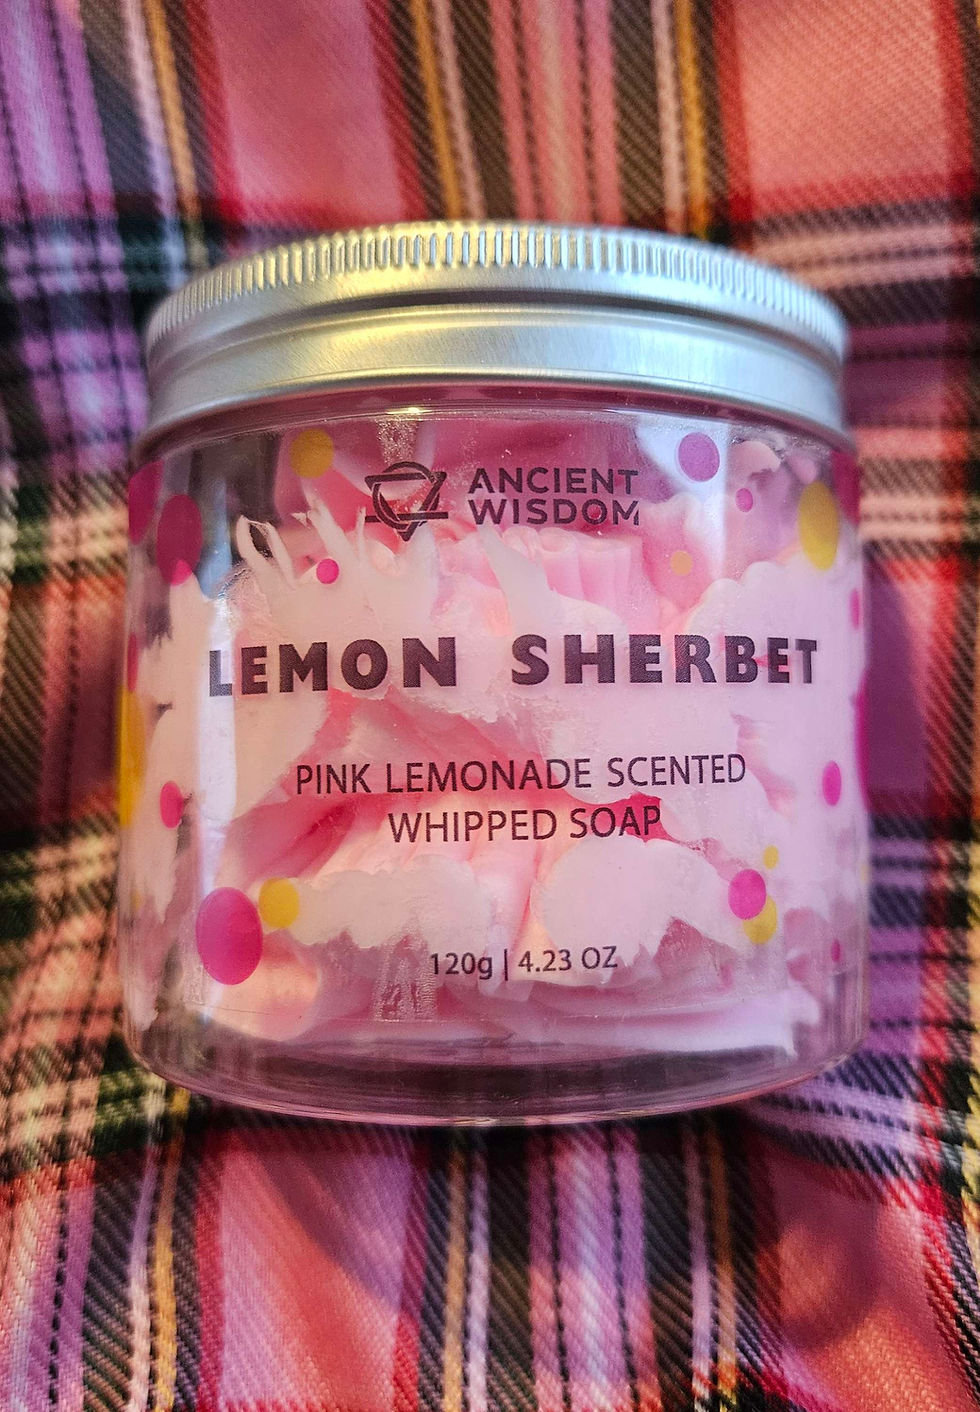 ANCIENT
WISDOM
LEMON SHERBET
PINK LEMONADE SCENTED
WHIPPED SOAP
120g | 4.23 OZ